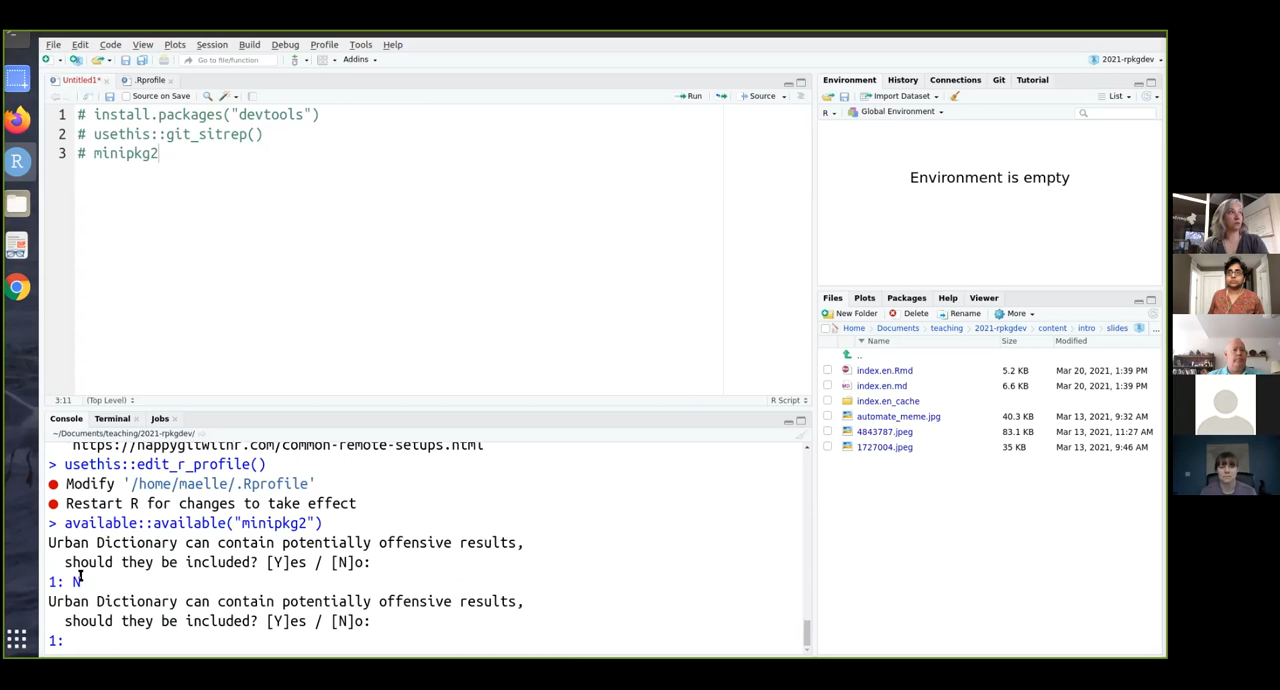 File Edit Code View Plots Session Build Debug Profile Tools Help
Go to file/function Addins 2021-rpkgdev
Untitled1* .Rprofile
Source on Save Run Source
1 # install.packages("devtools")
2 # usethis::git_sitrep()
3 # minipkg2
3:11 (Top Level) R Script
Console Terminal Jobs
~/Documents/teaching/2021-rpkgdev/
https://happygitwithr.com/common-remote-setups.html
> usethis::edit_r_profile()
● Modify '/home/maelle/.Rprofile'
● Restart R for changes to take effect
> available::available("minipkg2")
Urban Dictionary can contain potentially offensive results,
should they be included? [Y]es / [N]o:
1: N
Urban Dictionary can contain potentially offensive results,
should they be included? [Y]es / [N]o:
1:
Environment History Connections Git Tutorial
Import Dataset List
R Global Environment
Environment is empty
Files Plots Packages Help Viewer
New Folder Delete Rename More
Home Documents teaching 2021-rpkgdev content intro slides ...
Name Size Modified
..
index.en.Rmd 5.2 KB Mar 20, 2021, 1:39 PM
index.en.md 6.6 KB Mar 20, 2021, 1:39 PM
index.en_cache
automate_meme.jpg 40.3 KB Mar 13, 2021, 9:32 AM
4843787.jpeg 83.1 KB Mar 13, 2021, 11:27 AM
1727004.jpeg 35 KB Mar 13, 2021, 9:46 AM